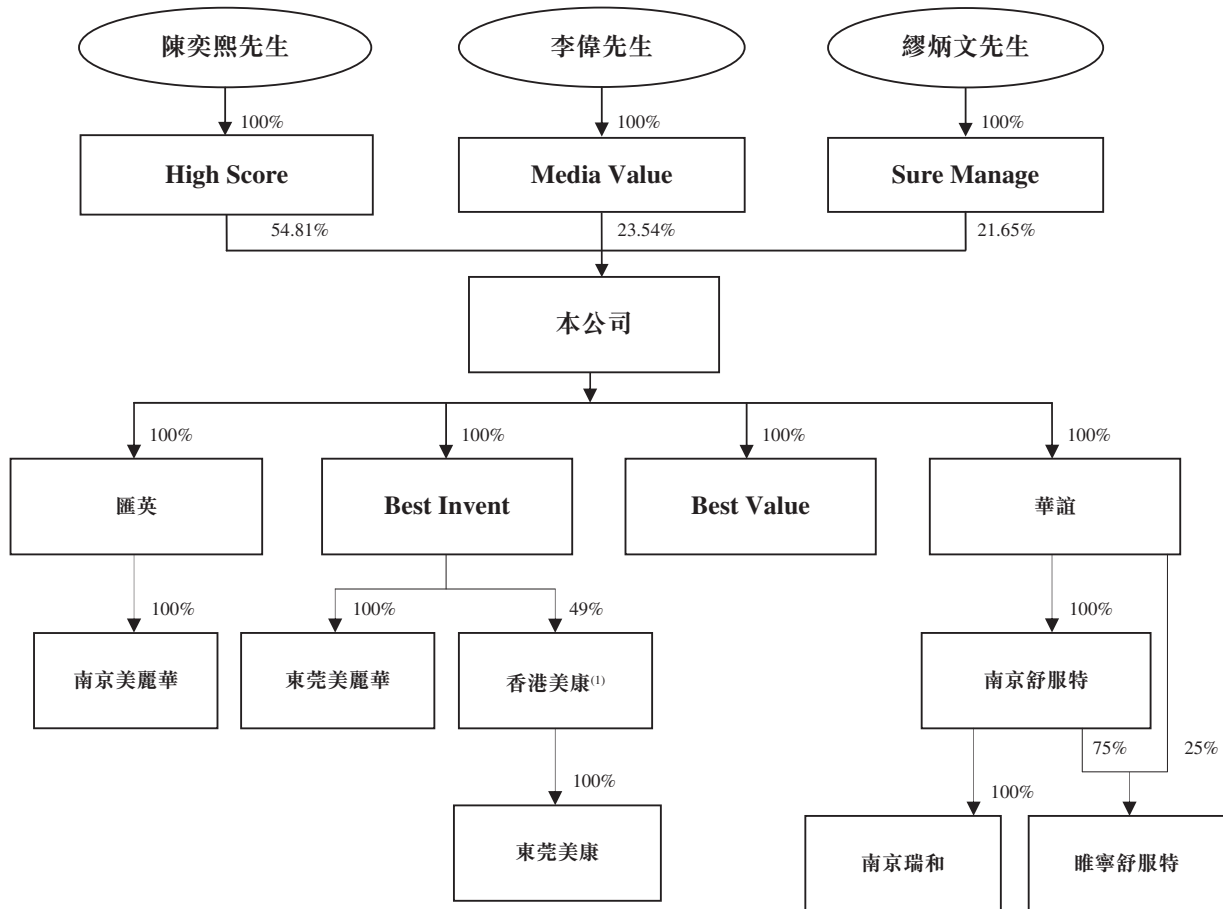 陳奕熙先生
李偉先生
繆炳文先生
100%
100%
100%
High Score
Media Value
Sure Manage
54.81%
23.54%
21.65%
本公司
100%
100%
100%
100%
匯英
Best Invent
Best Value
華誼
100%
100%
49%
100%
南京美麗華
東莞美麗華
香港美康(1)
南京舒服特
75%
25%
100%
100%
東莞美康
南京瑞和
睢寧舒服特